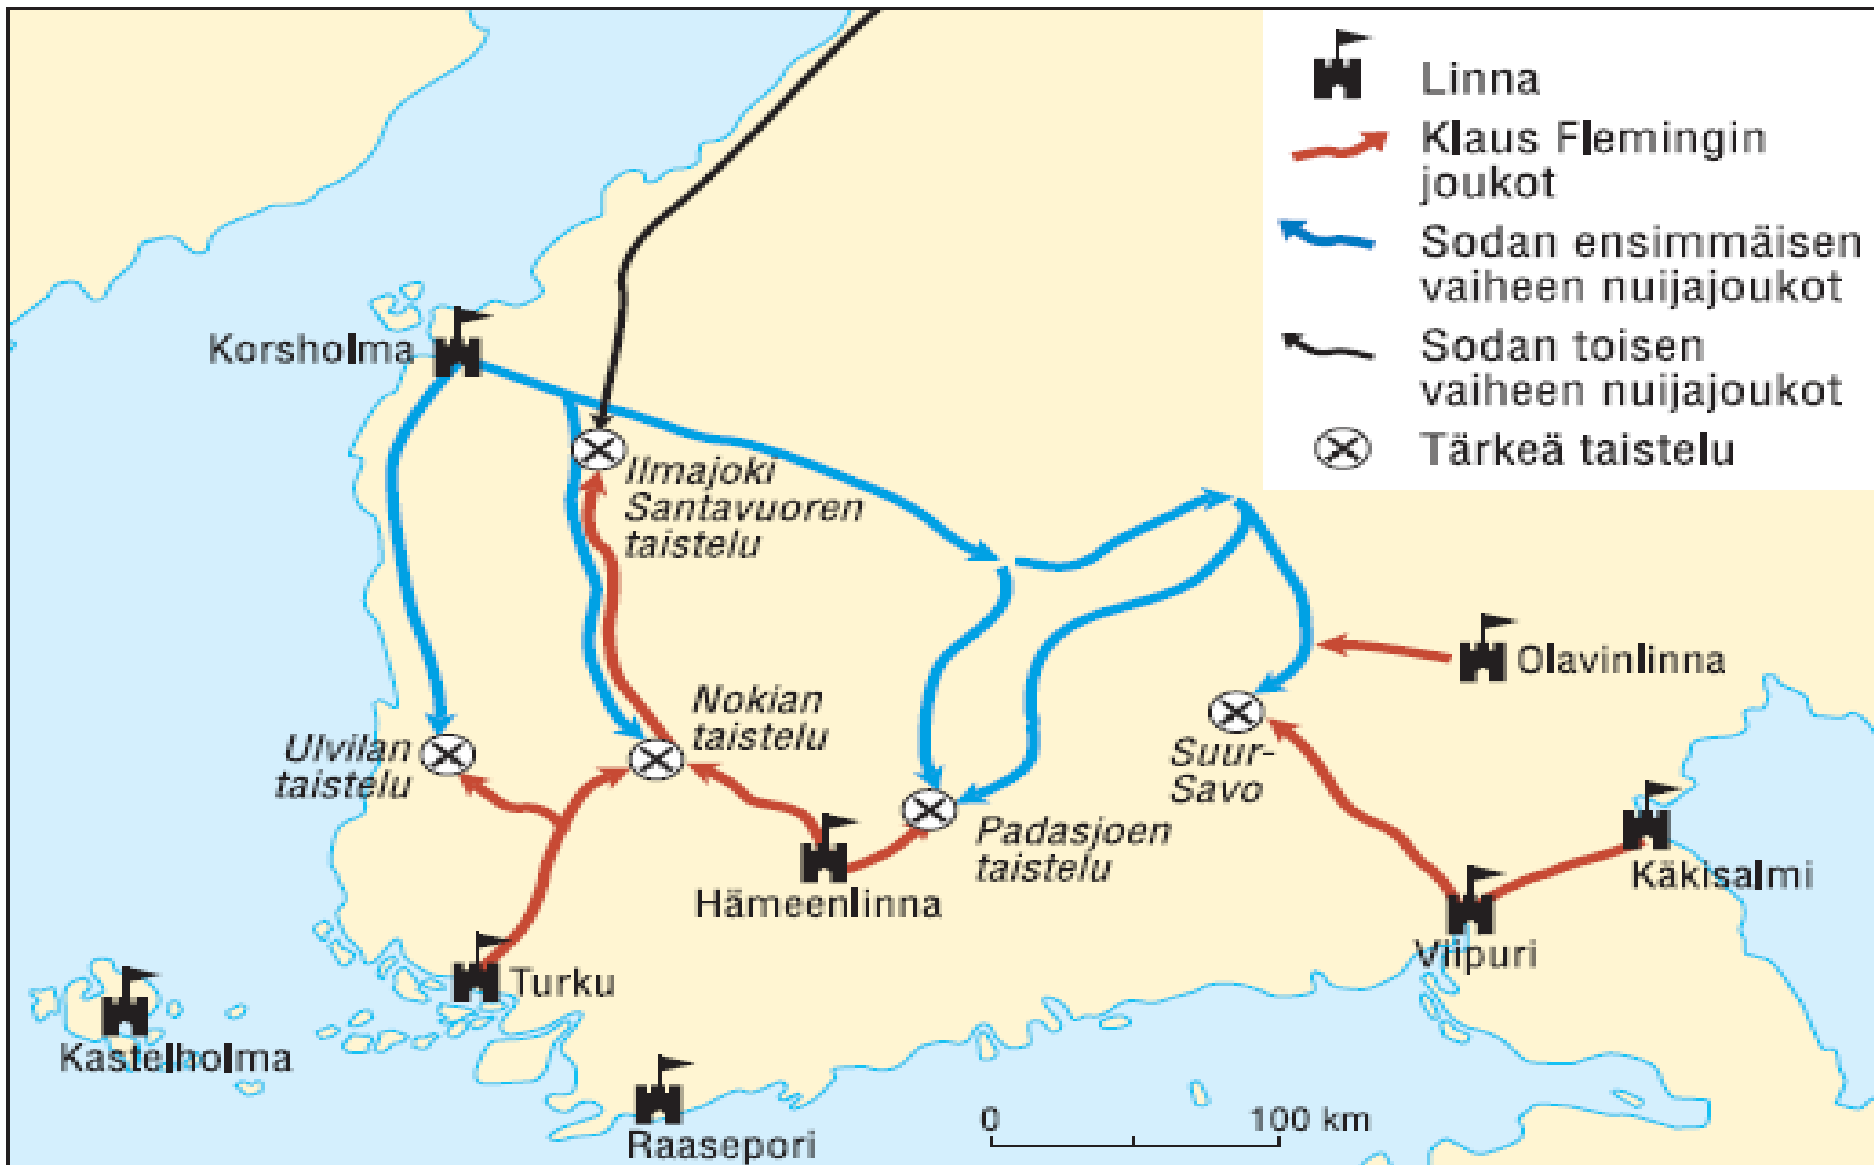 Linna
Klaus Flemingin
joukot
Sodan ensimmäisen
vaiheen nuijajoukot
Sodan toisen
vaiheen nuijajoukot
Tärkeä taistelu
Korsholma
Ilmajoki
Santavuoren
taistelu
Olavinlinna
Nokian
taistelu
Ulvilan
taistelu
Suur-
Savo
Padasjoen
taistelu
Käkisalmi
Hämeenlinna
Viipuri
Turku
Kastelholma
Raasepori
0 100 km